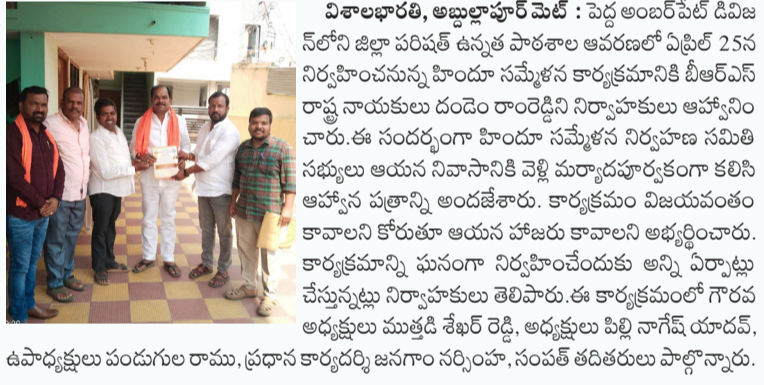 విశాలభారతి, అబ్దుల్లాపూర్‌మెట్ : పెద్ద అంబర్‌పేట్ డివిజ
న్‌లోని జిల్లా పరిషత్ ఉన్నత పాఠశాల ఆవరణలో ఏప్రిల్ 25న
నిర్వహించనున్న హిందూ సమ్మేళన కార్యక్రమానికి బీఆర్ఎస్
రాష్ట్ర నాయకులు దండెం రాంరెడ్డిని నిర్వాహకులు ఆహ్వానిం
చారు.ఈ సందర్భంగా హిందూ సమ్మేళన నిర్వహణ సమితి
సభ్యులు ఆయన నివాసానికి వెళ్లి మర్యాదపూర్వకంగా కలిసి
ఆహ్వాన పత్రాన్ని అందజేశారు. కార్యక్రమం విజయవంతం
కావాలని కోరుతూ ఆయన హాజరు కావాలని అభ్యర్థించారు.
కార్యక్రమాన్ని ఘనంగా నిర్వహించేందుకు అన్ని ఏర్పాట్లు
చేస్తున్నట్లు నిర్వాహకులు తెలిపారు.ఈ కార్యక్రమంలో గౌరవ
అధ్యక్షులు ముత్తడి శేఖర్ రెడ్డి, అధ్యక్షులు పిల్లి నాగేష్ యాదవ్,
ఉపాధ్యక్షులు పండుగుల రాము, ప్రధాన కార్యదర్శి జనగాం నర్సింహ, సంపత్ తదితరులు పాల్గొన్నారు.